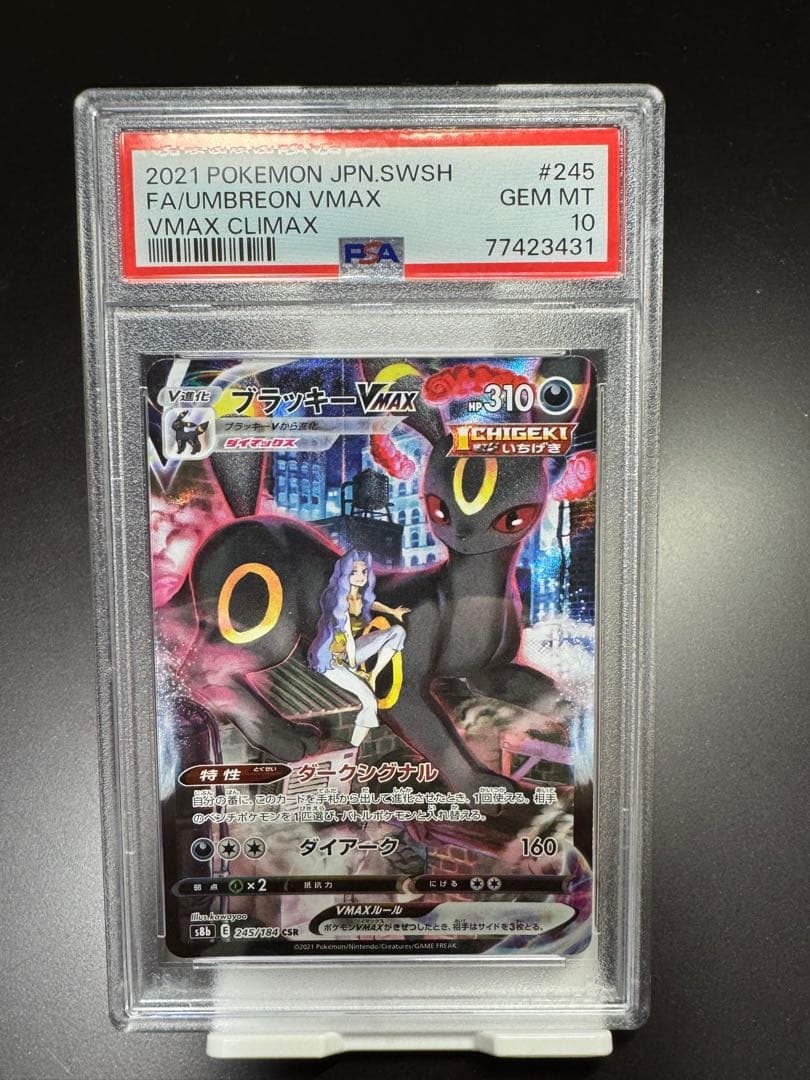 2021 POKEMON JPN.SWSH #245
FA/UMBREON VMAX GEM MT
VMAX CLIMAX 10
PSA 77423431
V進化 ブラッキーVMAX HP310
ブラッキーVから進化
ダイマックス
ICHIGEKI
いちげき
特性 とくせい ダークシグナル
自分の番に、このカードを手札から出して進化させたとき、1回使える。相手
のベンチポケモンを1匹選び、バトルポケモンと入れ替える。
ダイアーク 160
弱点 ×2 抵抗力 にげる
VMAXルール
ポケモンVMAXがきぜつしたとき、相手はサイドを3枚とる。
Illus. kawayoo
s8b E 245/184 CSR
©2021 Pokémon/Nintendo/Creatures/GAME FREAK.